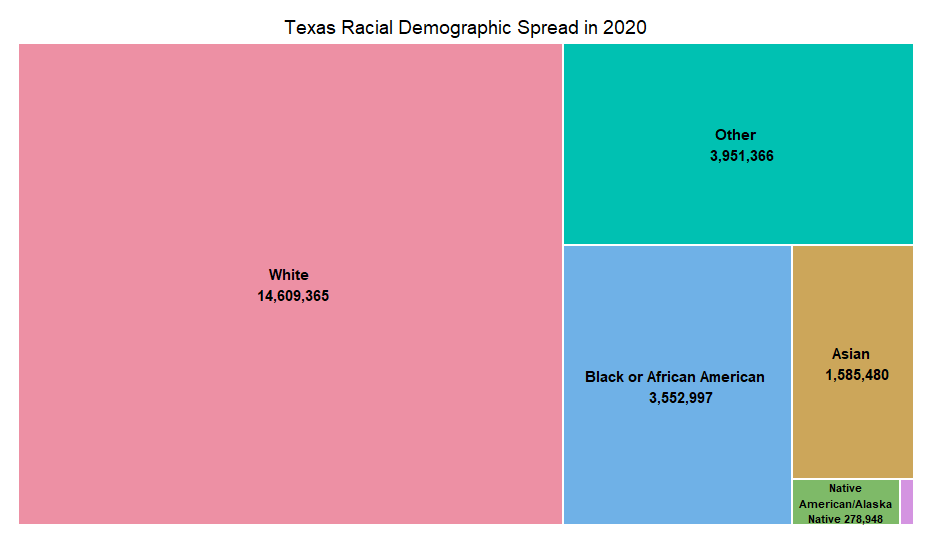 Texas Racial Demographic Spread in 2020
White
14,609,365
Other
3,951,366
Black or African American
3,552,997
Asian
1,585,480
Native
American/Alaska
Native 278,948